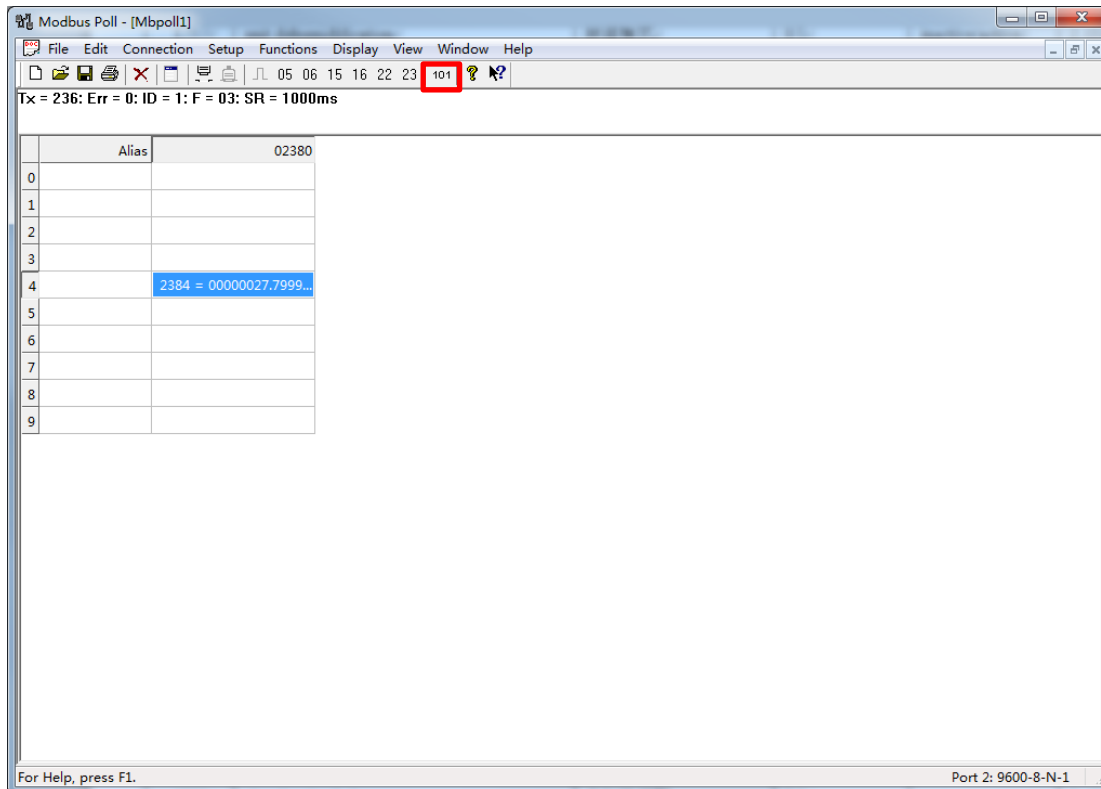 Modbus Poll - [Mbpoll1]
File Edit Connection Setup Functions Display View Window Help
05 06 15 16 22 23 101
Tx = 236: Err = 0: ID = 1: F = 03: SR = 1000ms
Alias 02380
0
1
2
3
4 2384 = 00000027.7999...
5
6
7
8
9
For Help, press F1. Port 2: 9600-8-N-1